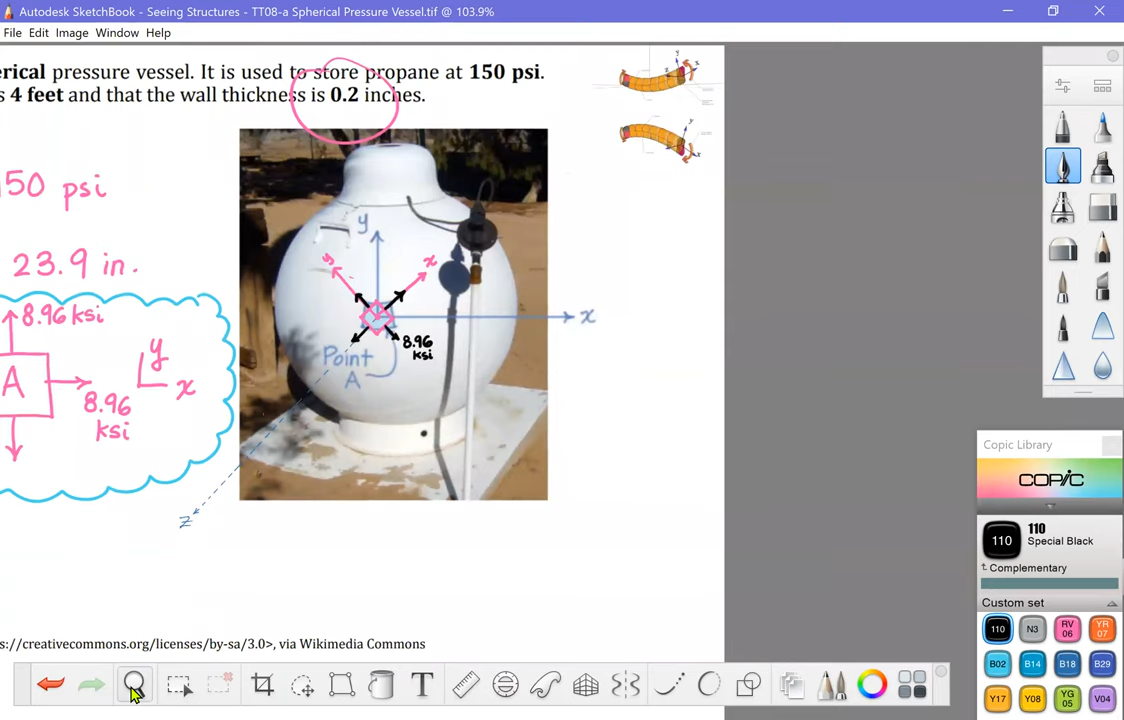 Autodesk SketchBook - Seeing Structures - TT08-a Spherical Pressure Vessel.tif @ 103.9%
File Edit Image Window Help
erical pressure vessel. It is used to store propane at 150 psi.
s 4 feet and that the wall thickness is 0.2 inches.
150 psi
23.9 in.
8.96 ksi
A
y
x
8.96
ksi
y
y
x
x
8.96
ksi
Point
A
z
s://creativecommons.org/licenses/by-sa/3.0>, via Wikimedia Commons
T
Copic Library
COPIC
110
110
Special Black
Complementary
Custom set
110 N3 RV 06 YR 07
B02 B14 B18 B29
Y17 Y08 YG 05 V04